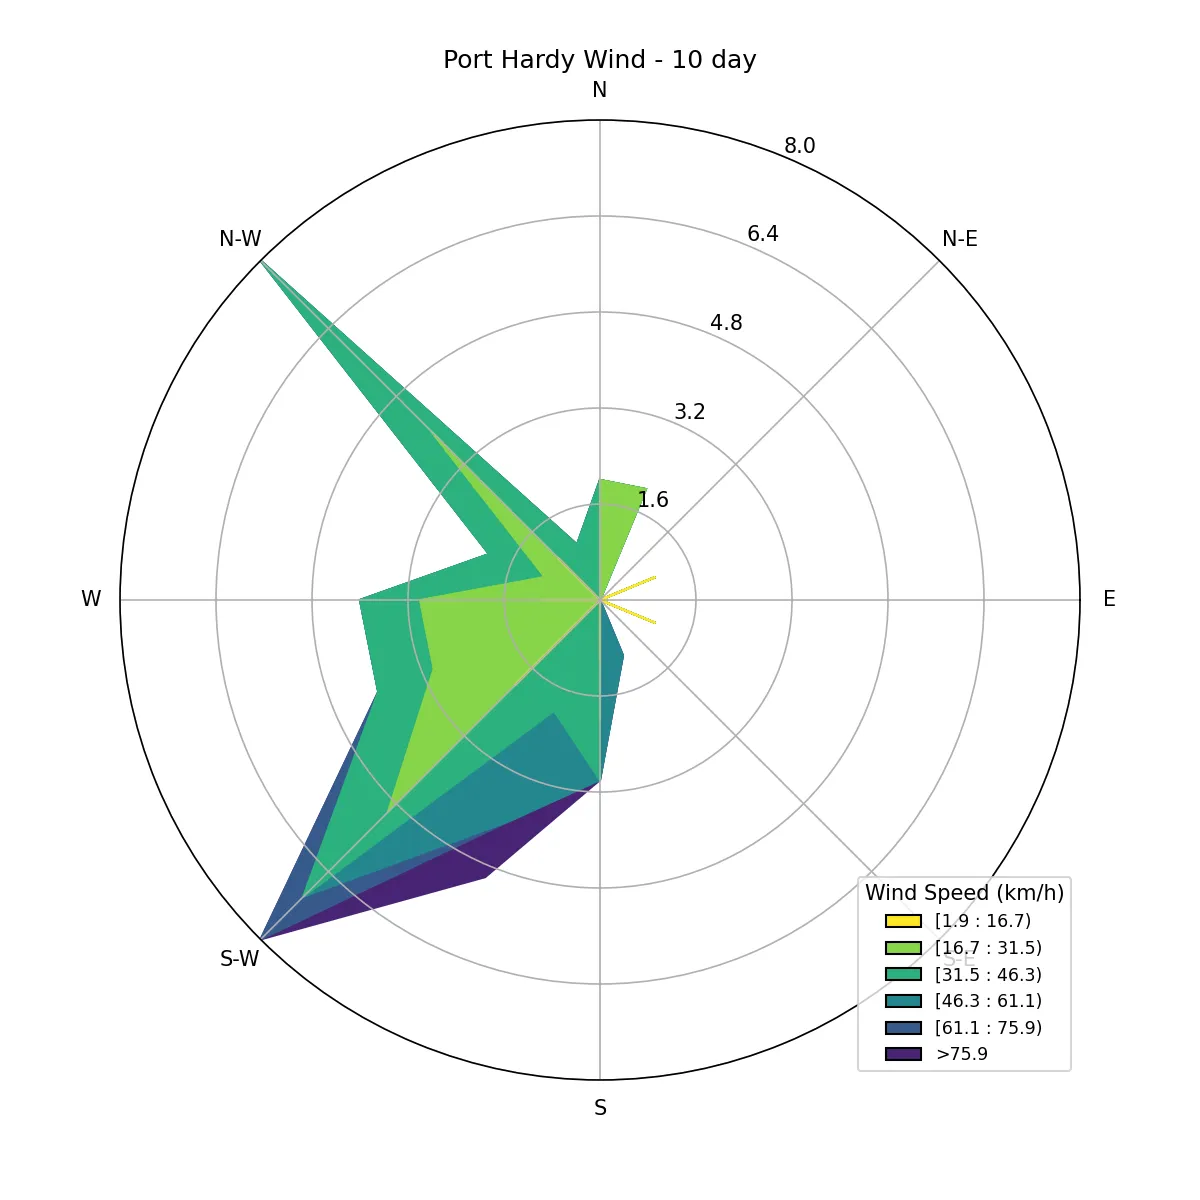 Port Hardy Wind - 10 day
N
8.0
N-W
N-E
6.4
4.8
3.2
1.6
W
E
S-W
S-E
S
Wind Speed (km/h)
[1.9 : 16.7)
[16.7 : 31.5)
[31.5 : 46.3)
[46.3 : 61.1)
[61.1 : 75.9)
>75.9